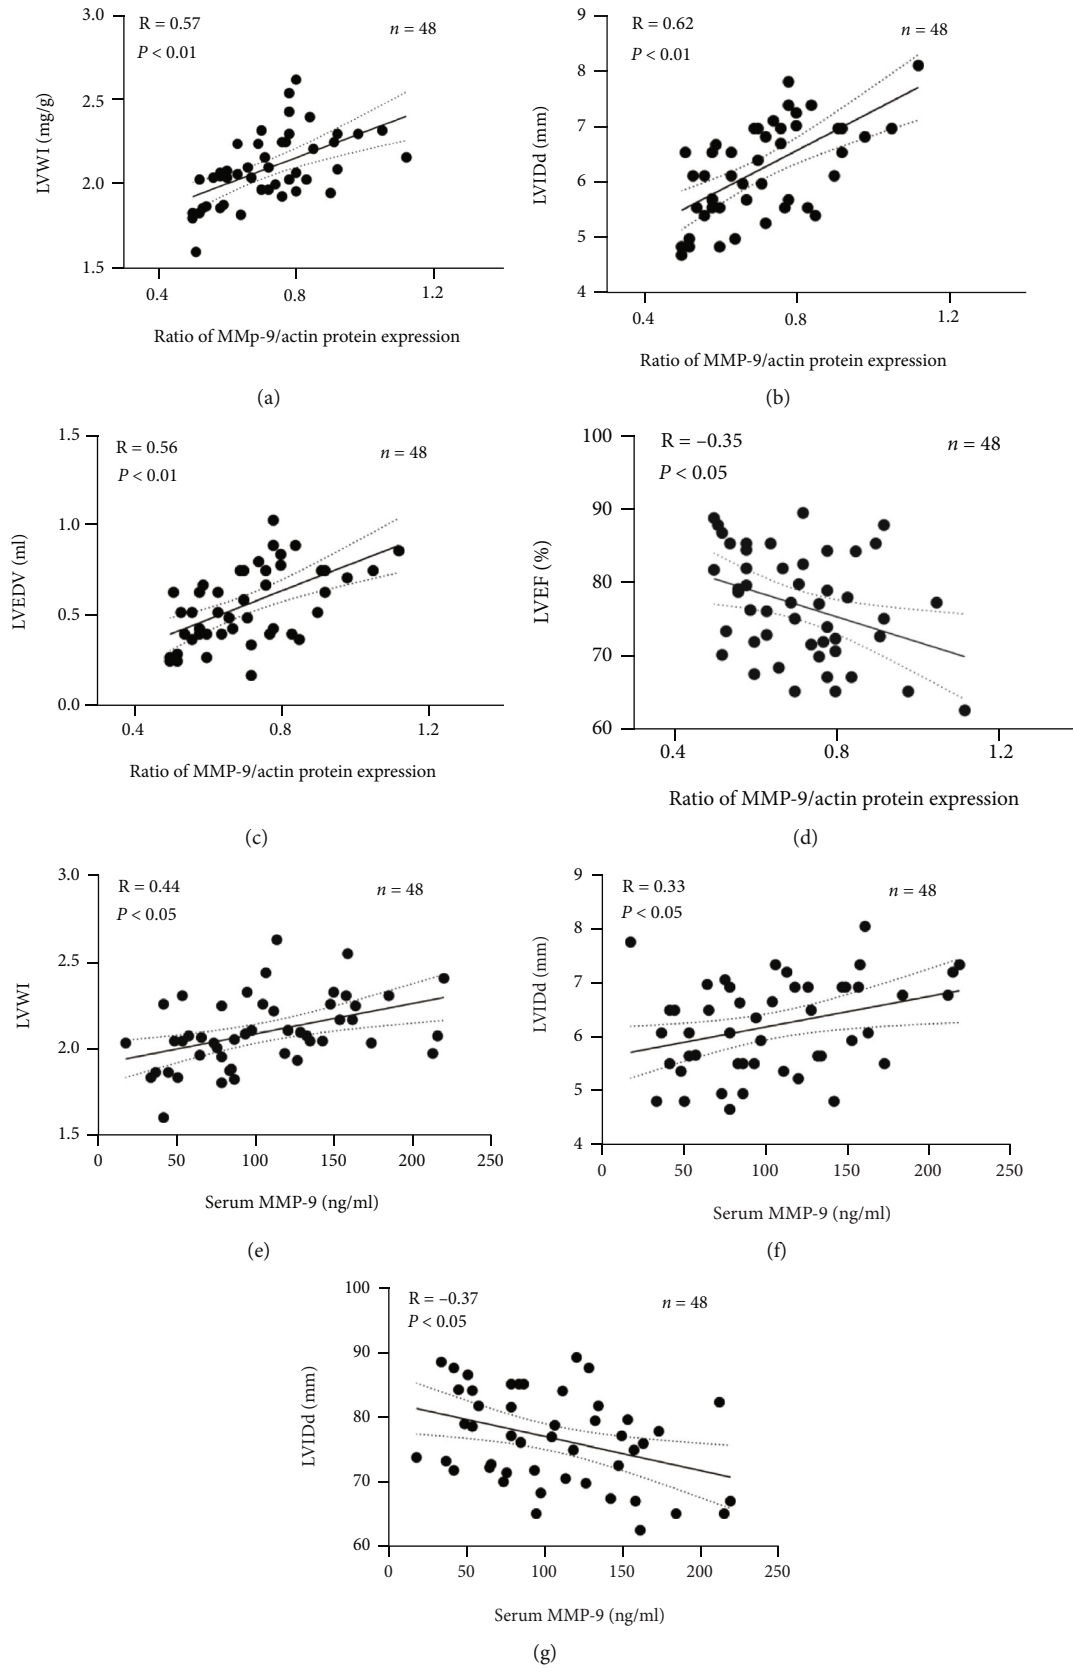 3.0
R = 0.57
n = 48
P < 0.01
2.5
LVWI (mg/g)
2.0
1.5
0.4
0.8
1.2
Ratio of MMp-9/actin protein expression
(a)
9
R = 0.62
n = 48
P < 0.01
8
7
LVIDd (mm)
6
5
4
0.4
0.8
1.2
Ratio of MMP-9/actin protein expression
(b)
1.5
R = 0.56
n = 48
P < 0.01
1.0
LVEDV (ml)
0.5
0.0
0.4
0.8
1.2
Ratio of MMP-9/actin protein expression
(c)
100
R = –0.35
n = 48
P < 0.05
90
LVEF (%)
80
70
60
0.4
0.8
1.2
Ratio of MMP-9/actin protein expression
(d)
3.0
R = 0.44
n = 48
P < 0.05
2.5
LVWI
2.0
1.5
0
50
100
150
200
250
Serum MMP-9 (ng/ml)
(e)
9
R = 0.33
n = 48
P < 0.05
8
7
LVIDd (mm)
6
5
4
0
50
100
150
200
250
Serum MMP-9 (ng/ml)
(f)
100
R = –0.37
n = 48
P < 0.05
90
LVIDd (mm)
80
70
60
0
50
100
150
200
250
Serum MMP-9 (ng/ml)
(g)